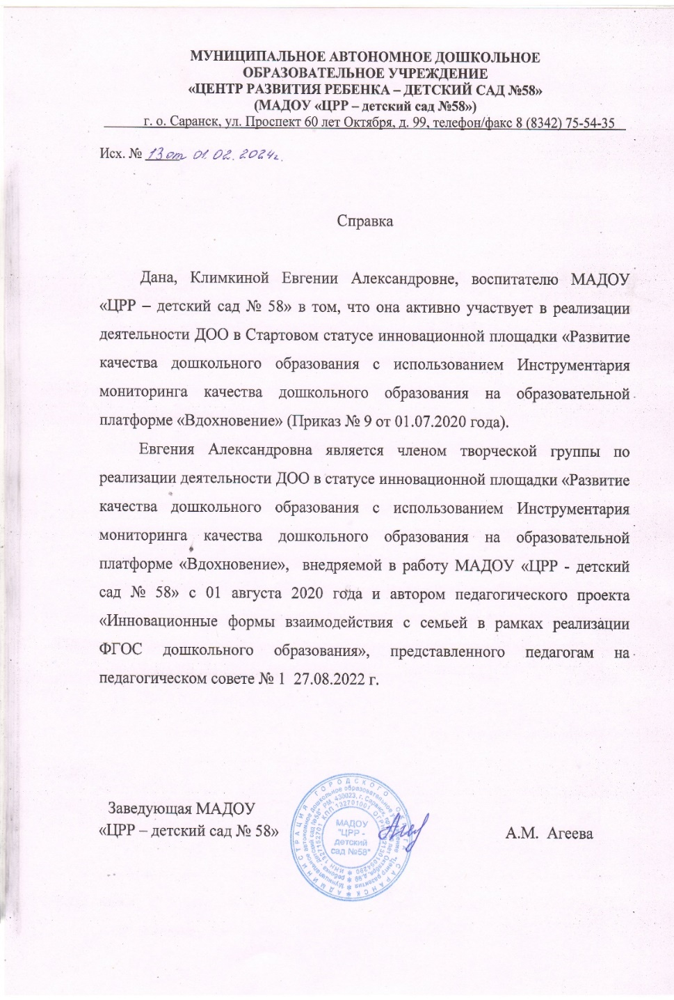 МУНИЦИПАЛЬНОЕ АВТОНОМНОЕ ДОШКОЛЬНОЕ
ОБРАЗОВАТЕЛЬНОЕ УЧРЕЖДЕНИЕ
«ЦЕНТР РАЗВИТИЯ РЕБЕНКА – ДЕТСКИЙ САД №58»
(МАДОУ «ЦРР – детский сад №58»)
г. о. Саранск, ул. Проспект 60 лет Октября, д. 99, телефон/факс 8 (8342) 75-54-35
Исх. № 13 от 01.02.2024г.
Справка
Дана, Климкиной Евгении Александровне, воспитателю МАДОУ
«ЦРР – детский сад № 58» в том, что она активно участвует в реализации
деятельности ДОО в Стартовом статусе инновационной площадки «Развитие
качества дошкольного образования с использованием Инструментария
мониторинга качества дошкольного образования на образовательной
платформе «Вдохновение» (Приказ № 9 от 01.07.2020 года).
Евгения Александровна является членом творческой группы по
реализации деятельности ДОО в статусе инновационной площадки «Развитие
качества дошкольного образования с использованием Инструментария
мониторинга качества дошкольного образования на образовательной
платформе «Вдохновение», внедряемой в работу МАДОУ «ЦРР - детский
сад № 58» с 01 августа 2020 года и автором педагогического проекта
«Инновационные формы взаимодействия с семьей в рамках реализации
ФГОС дошкольного образования», представленного педагогам на
педагогическом совете № 1 27.08.2022 г.
Заведующая МАДОУ
«ЦРР – детский сад № 58»
А.М. Агеева
МАДОУ
"ЦРР -
детский
сад №58"
АДМИНИСТРАЦИЯ ГОРОДСКОГО ОКРУГА САРАНСК